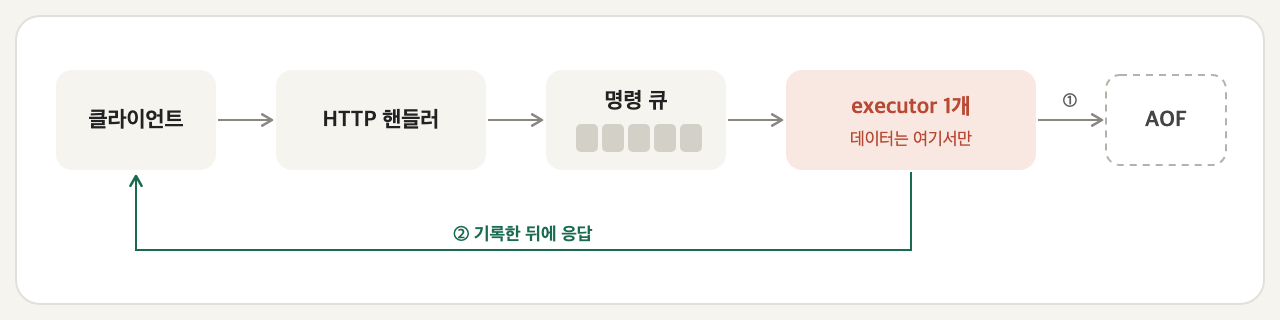 클라이언트
HTTP 핸들러
명령 큐
executor 1개
데이터는 여기서만
①
AOF
② 기록한 뒤에 응답